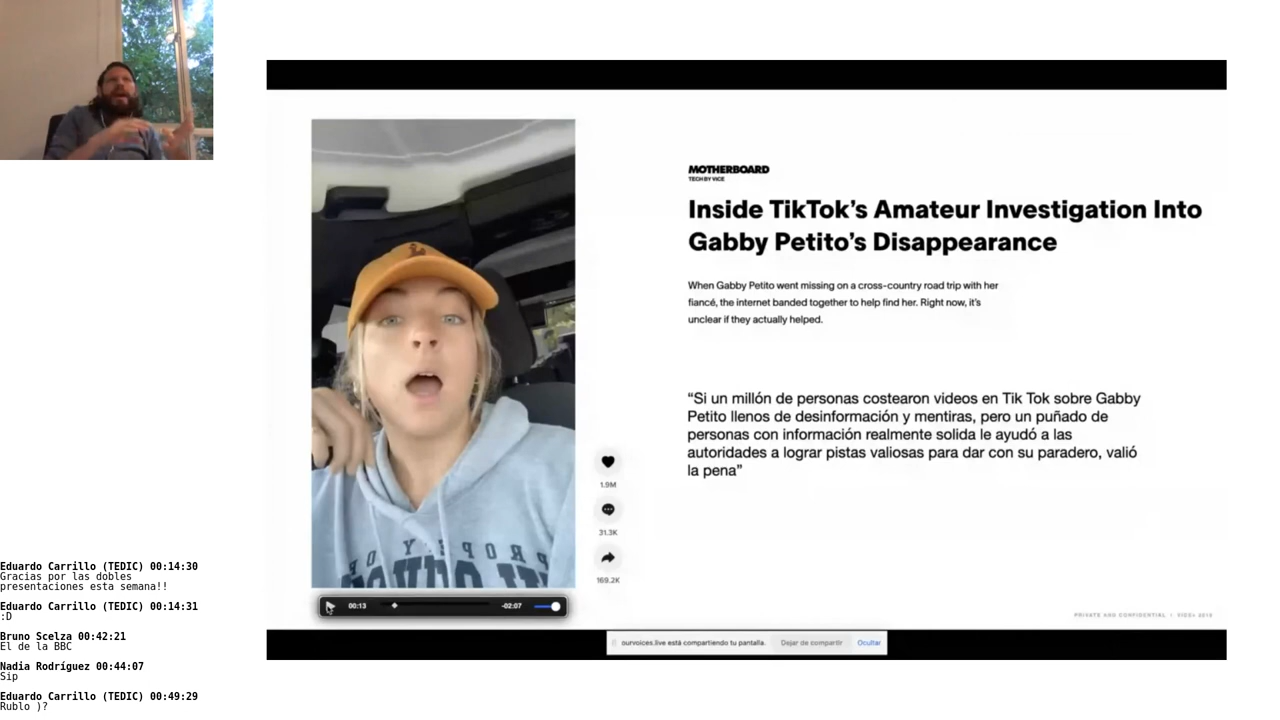 MOTHERBOARD
TECH BY VICE
Inside TikTok's Amateur Investigation Into
Gabby Petito's Disappearance
When Gabby Petito went missing on a cross-country road trip with her
fiancé, the internet banded together to help find her. Right now, it's
unclear if they actually helped.
“Si un millón de personas costearon videos en Tik Tok sobre Gabby
Petito llenos de desinformación y mentiras, pero un puñado de
personas con información realmente solida le ayudó a las
autoridades a lograr pistas valiosas para dar con su paradero, valió
la pena”
1.9M
31.3K
169.2K
00:13
-02:07
PRIVATE AND CONFIDENTIAL
ourvoices.live está compartiendo tu pantalla.
Dejar de compartir
Ocultar
Eduardo Carrillo (TEDIC) 00:14:30
Gracias por las dobles
presentaciones esta semana!!
Eduardo Carrillo (TEDIC) 00:14:31
:D
Bruno Scelza 00:42:21
El de la BBC
Nadia Rodríguez 00:44:07
Sip
Eduardo Carrillo (TEDIC) 00:49:29
Rublo )?